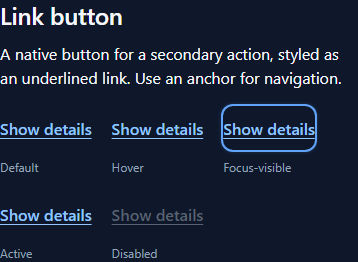 Link button
A native button for a secondary action, styled as
an underlined link. Use an anchor for navigation.
Show details Show details Show details
Default Hover Focus-visible
Show details Show details
Active Disabled